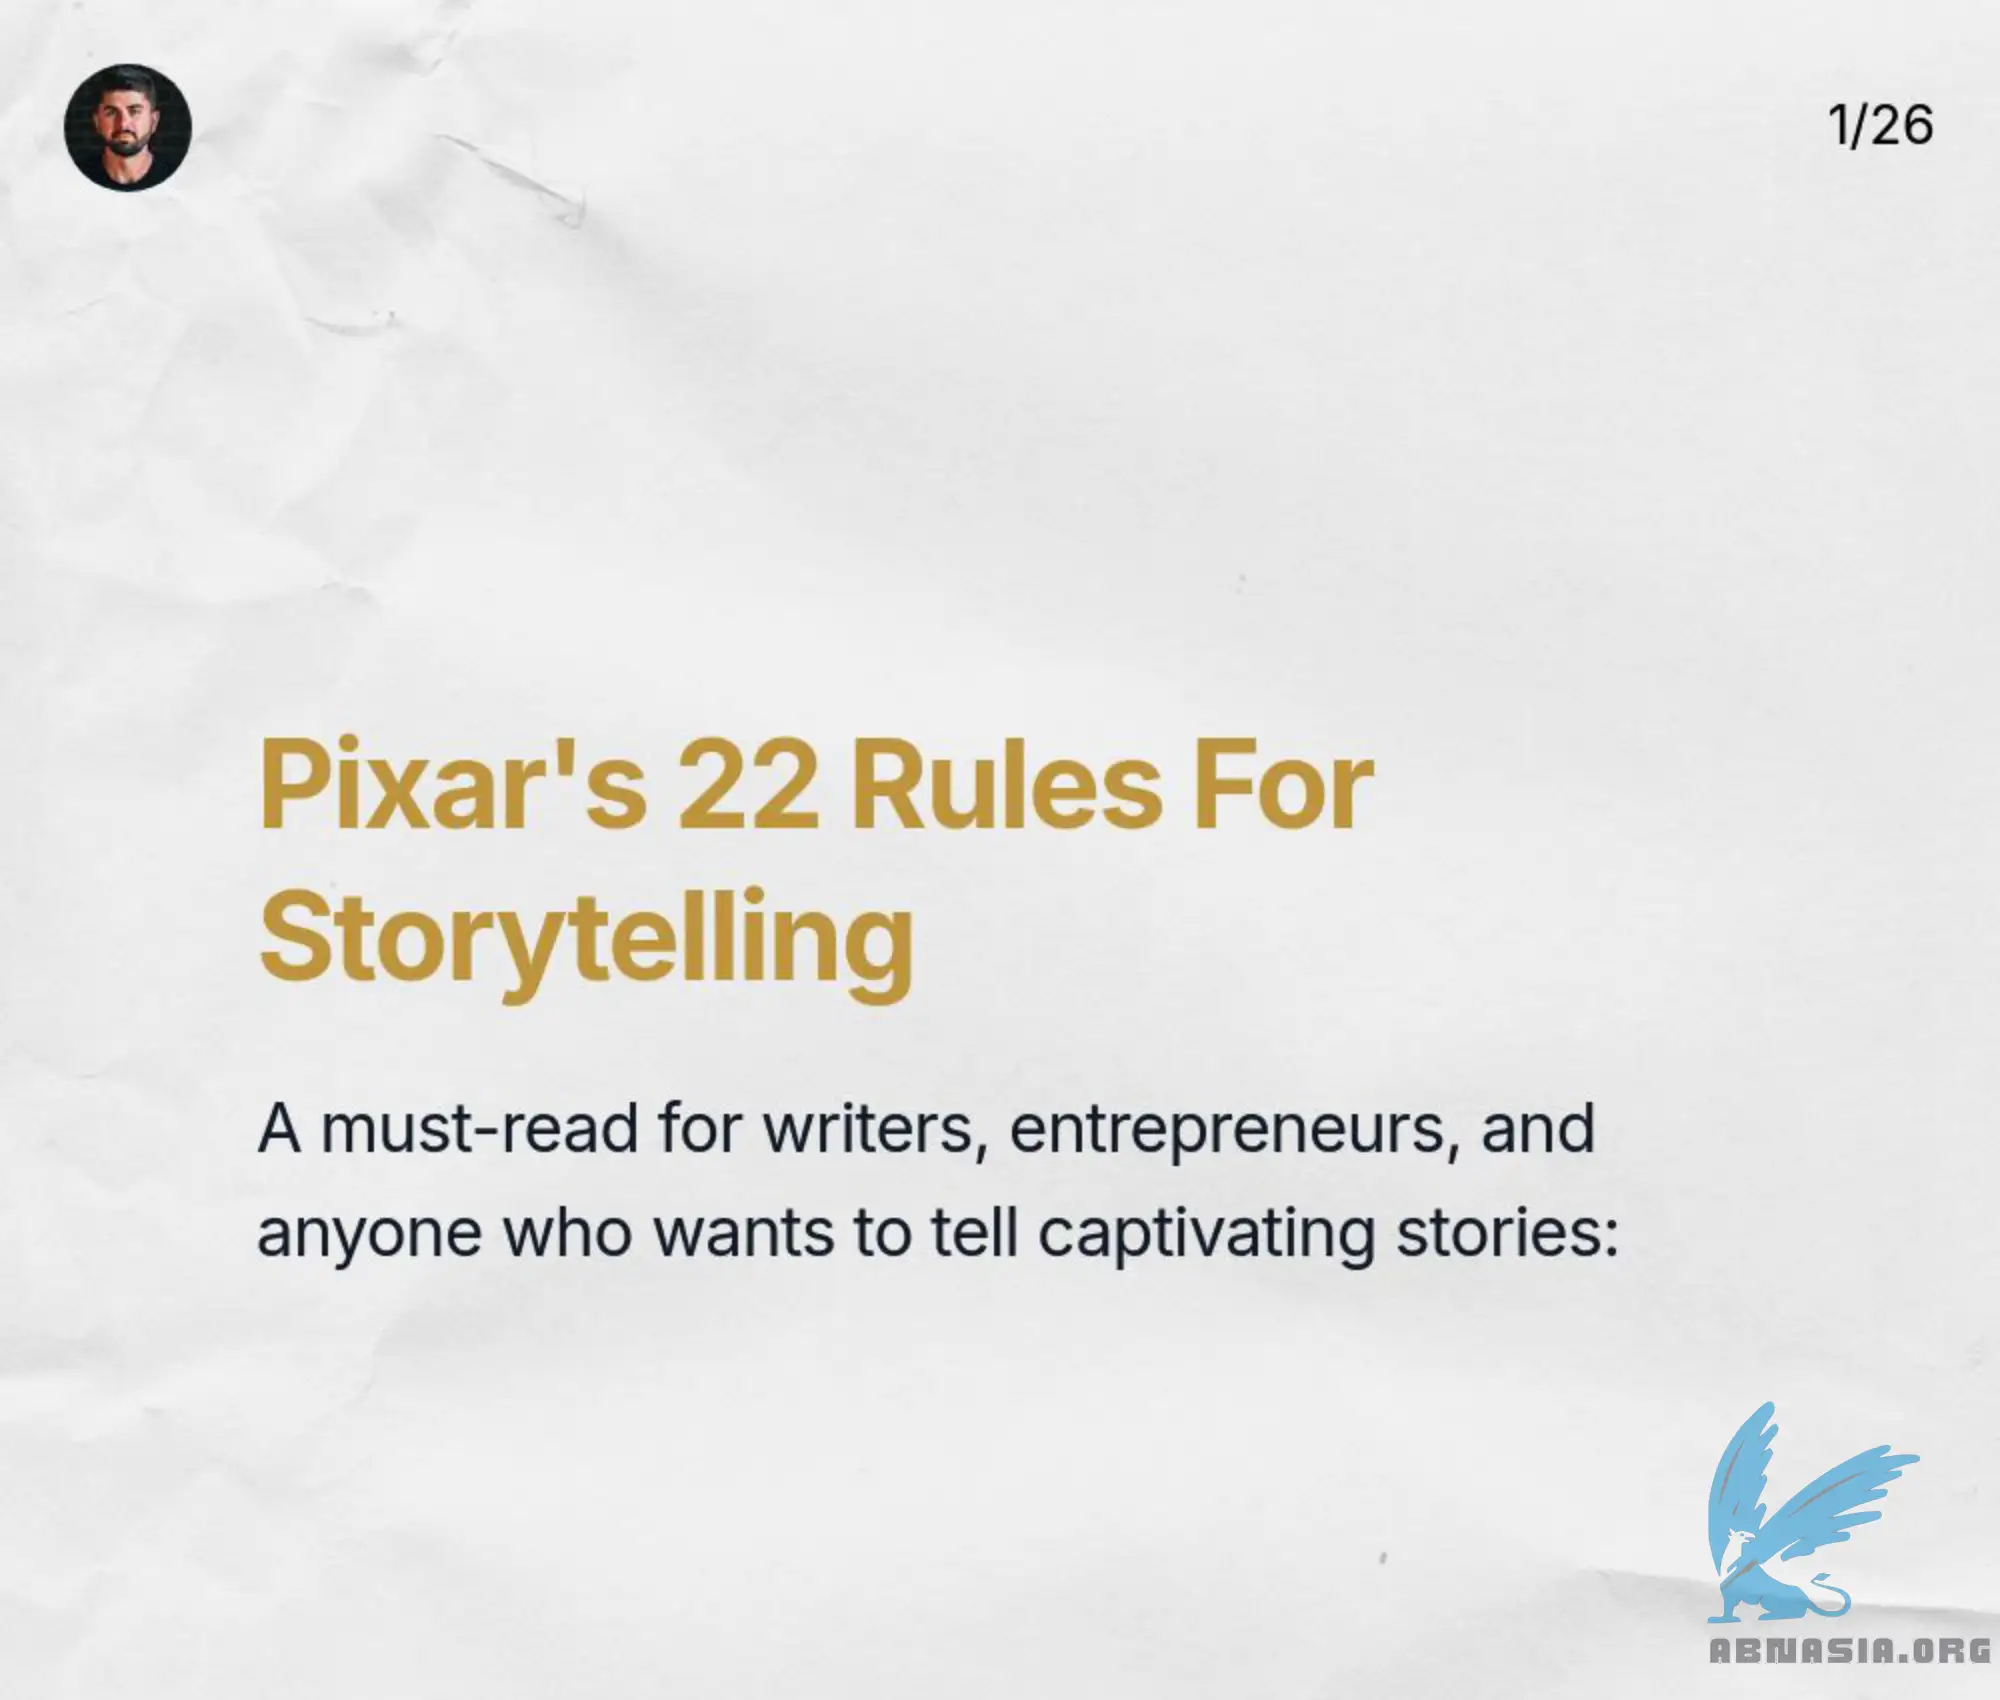 1/26
Pixar's 22 Rules For
Storytelling
A must-read for writers, entrepreneurs, and
anyone who wants to tell captivating stories:
ABNASIA.ORG